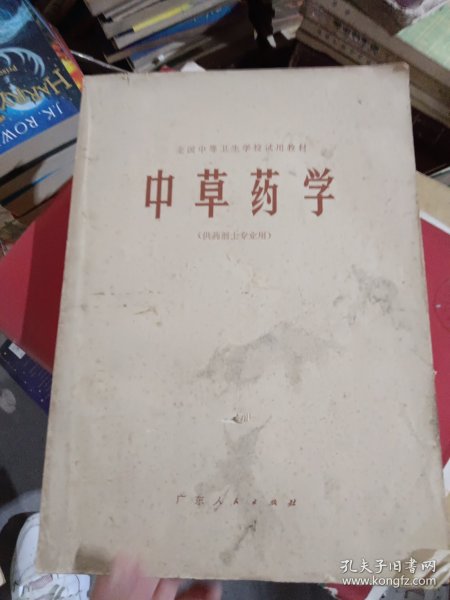 全国中等卫生学校试用教材
中草药学
（供药剂士专业用）
广东人民出版社
J.K. ROW
HARR
孔夫子旧书网
www.kongfz.com